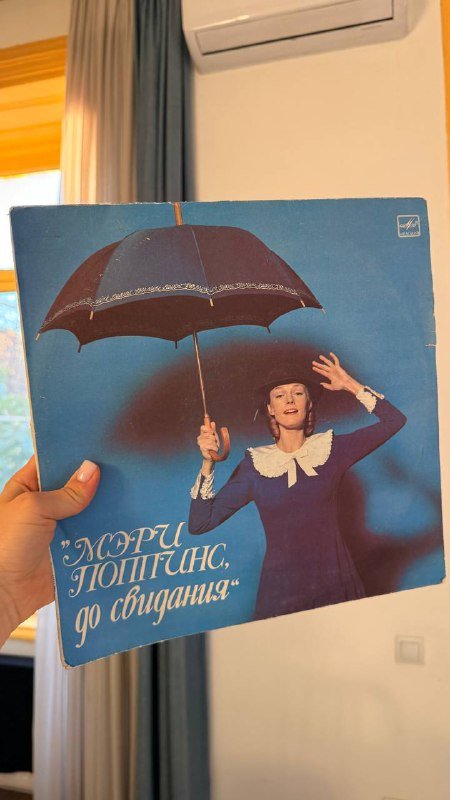 „Мэри
Поппинс,
до свидания“